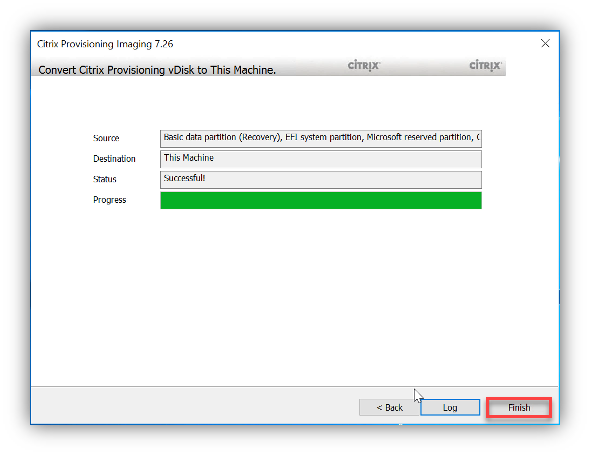 Citrix Provisioning Imaging 7.26
Convert Citrix Provisioning vDisk to This Machine.
CITRIX
CITRIX
Source
Basic data partition (Recovery), EFI system partition, Microsoft reserved partition, C
Destination
This Machine
Status
Successful!
Progress
< Back
Log
Finish